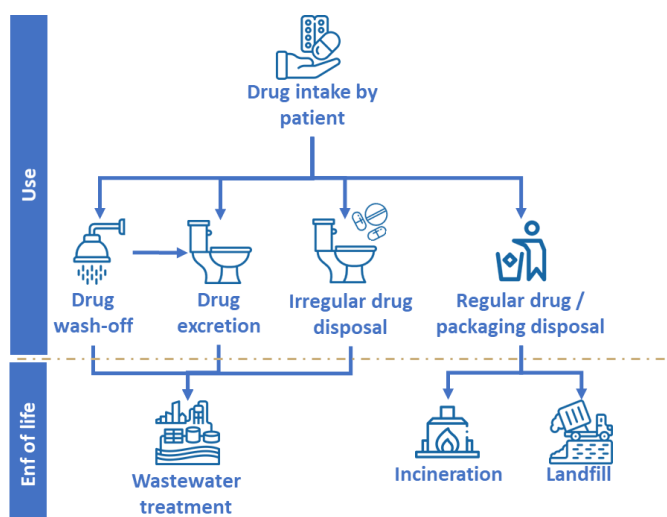 Drug intake by
patient
Use
Drug
wash-off
Drug
excretion
Irregular drug
disposal
Regular drug /
packaging disposal
Enf of life
Wastewater
treatment
Incineration
Landfill